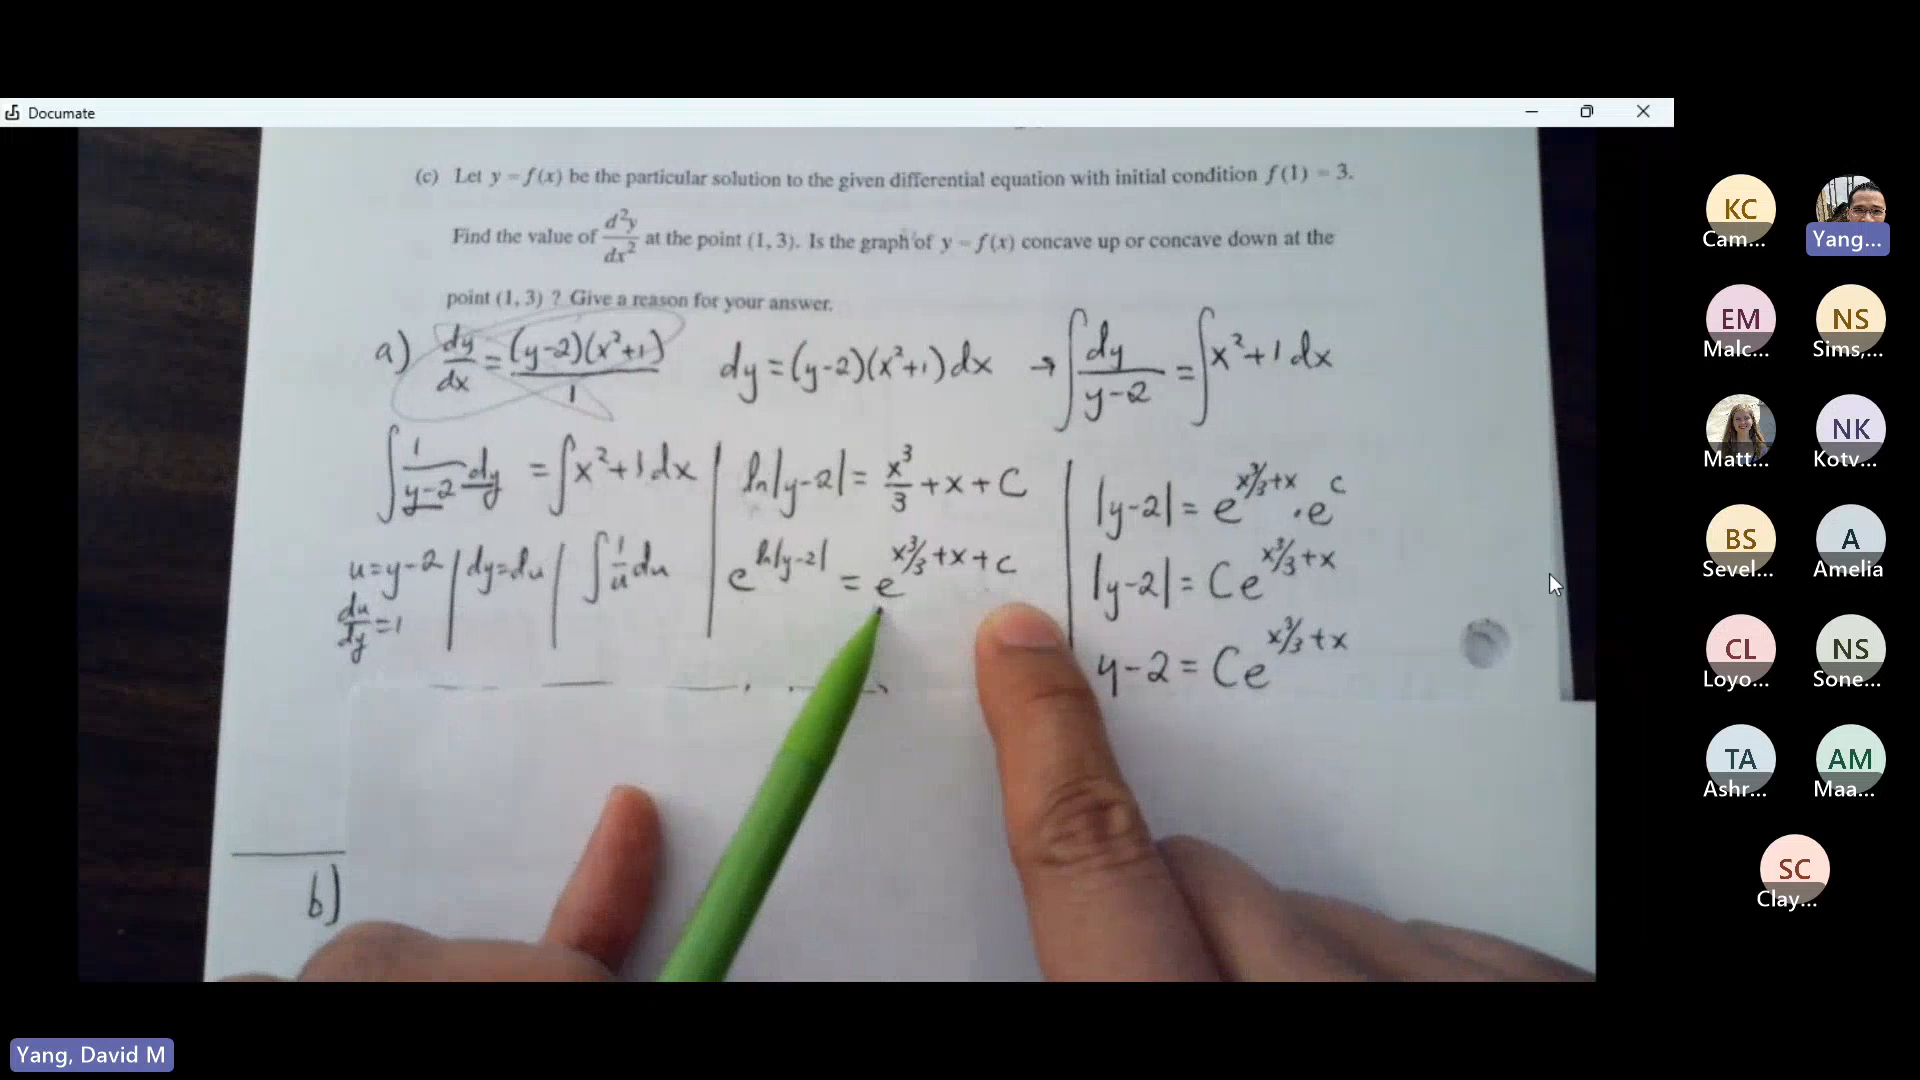 Documate
(c) Let y = f(x) be the particular solution to the given differential equation with initial condition f(1) = 3.
Find the value of d²y/dx² at the point (1, 3). Is the graph of y = f(x) concave up or concave down at the
point (1, 3) ? Give a reason for your answer.
a) dy/dx = (y-2)(x²+1)/1
dy = (y-2)(x²+1)dx → ∫ dy/(y-2) = ∫x²+1 dx
∫ 1/(y-2) dy = ∫x²+1 dx
u=y-2 | dy=du | ∫ 1/u du
du/dy = 1
ln|y-2| = x³/3 + x + C
e^(ln|y-2|) = e^(x³/3+x+c)
|y-2| = e^(x³/3+x) · e^c
|y-2| = Ce^(x³/3+x)
y-2 = Ce^(x³/3+x)
b)
KC
Cam...
Yang...
EM
Malc...
NS
Sims,...
Matt...
NK
Kotv...
BS
Sevel...
A
Amelia
CL
Loyo...
NS
Sone...
TA
Ashr...
AM
Maa...
SC
Clay...
Yang, David M